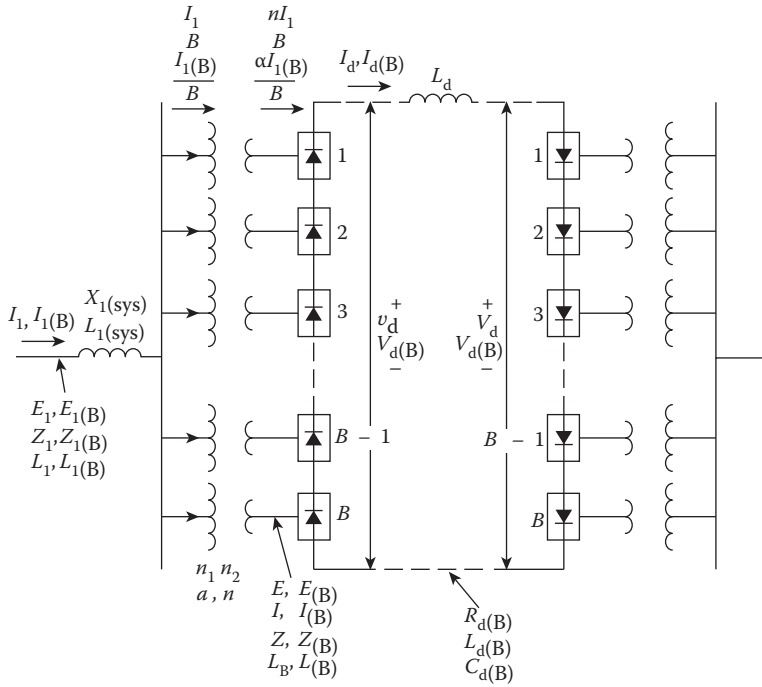 I1
B
I1(B)
B
nI1
B
αI1(B)
B
Id, Id(B)
Ld
1
2
3
B – 1
B
1
2
3
B – 1
B
+
υd
Vd(B)
–
+
Vd
Vd(B)
–
X1(sys)
L1(sys)
I1, I1(B)
E1, E1(B)
Z1, Z1(B)
L1, L1(B)
n1 n2
a , n
E, E(B)
I, I(B)
Z, Z(B)
LB, L(B)
Rd(B)
Ld(B)
Cd(B)